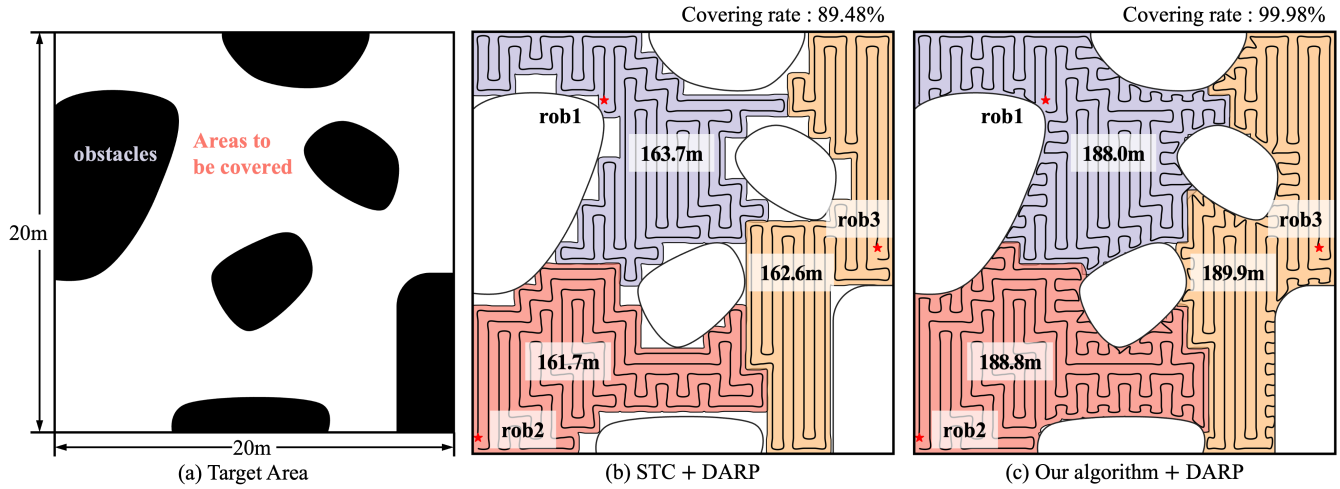 Covering rate : 89.48%
Covering rate : 99.98%
obstacles
Areas to
be covered
20m
20m
(a) Target Area
rob1
163.7m
rob3
162.6m
161.7m
rob2
(b) STC + DARP
rob1
188.0m
rob3
189.9m
188.8m
rob2
(c) Our algorithm + DARP